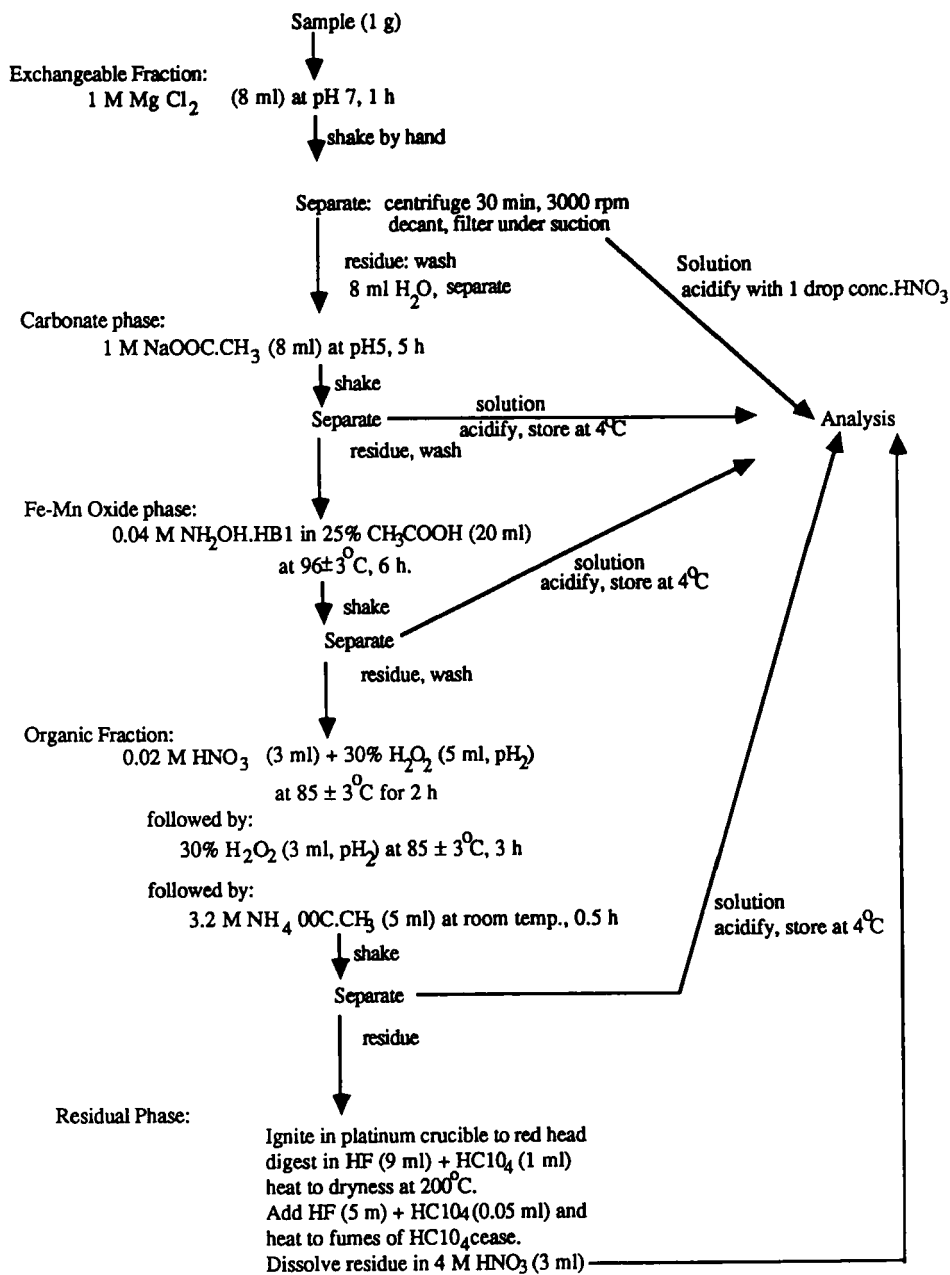 Sample (1 g)
Exchangeable Fraction:
1 M Mg Cl2 (8 ml) at pH 7, 1 h
shake by hand
Separate: centrifuge 30 min, 3000 rpm
decant, filter under suction
residue: wash
8 ml H2O, separate
Solution
acidify with 1 drop conc.HNO3
Carbonate phase:
1 M NaOOC.CH3 (8 ml) at pH5, 5 h
shake
Separate
solution
acidify, store at 4°C
Analysis
residue, wash
Fe-Mn Oxide phase:
0.04 M NH2OH.HB1 in 25% CH3COOH (20 ml)
at 96±3°C, 6 h.
solution
acidify, store at 4°C
shake
Separate
residue, wash
Organic Fraction:
0.02 M HNO3 (3 ml) + 30% H2O2 (5 ml, pH2)
at 85 ± 3°C for 2 h
followed by:
30% H2O2 (3 ml, pH2) at 85 ± 3°C, 3 h
followed by:
3.2 M NH4 00C.CH3 (5 ml) at room temp., 0.5 h
solution
acidify, store at 4°C
shake
Separate
residue
Residual Phase:
Ignite in platinum crucible to red head
digest in HF (9 ml) + HC1O4 (1 ml)
heat to dryness at 200°C.
Add HF (5 m) + HC1O4 (0.05 ml) and
heat to fumes of HC1O4 cease.
Dissolve residue in 4 M HNO3 (3 ml)